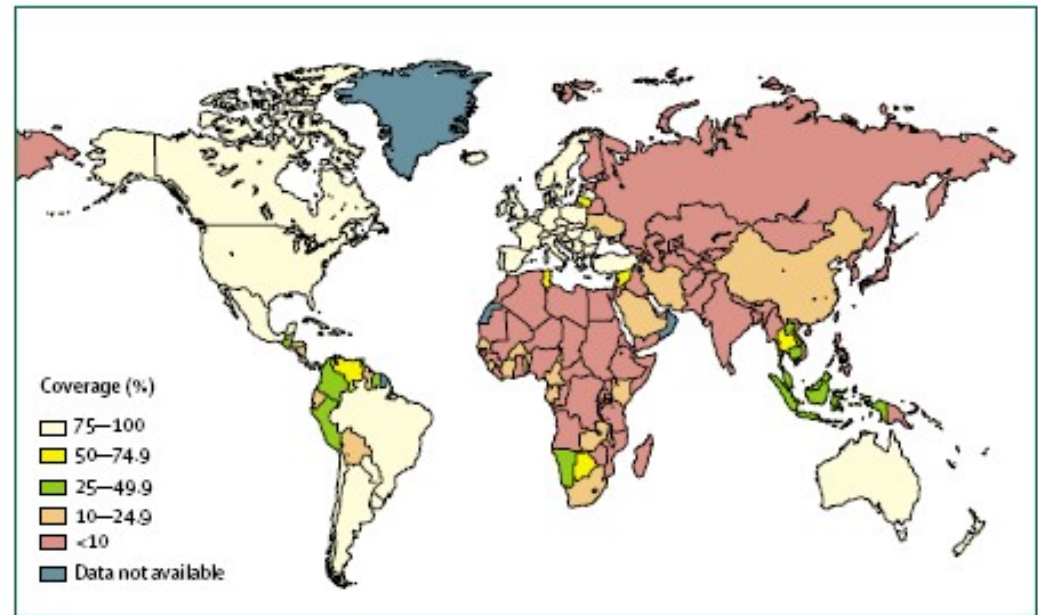 Coverage (%)
75—100
50—74.9
25—49.9
10—24.9
<10
Data not available